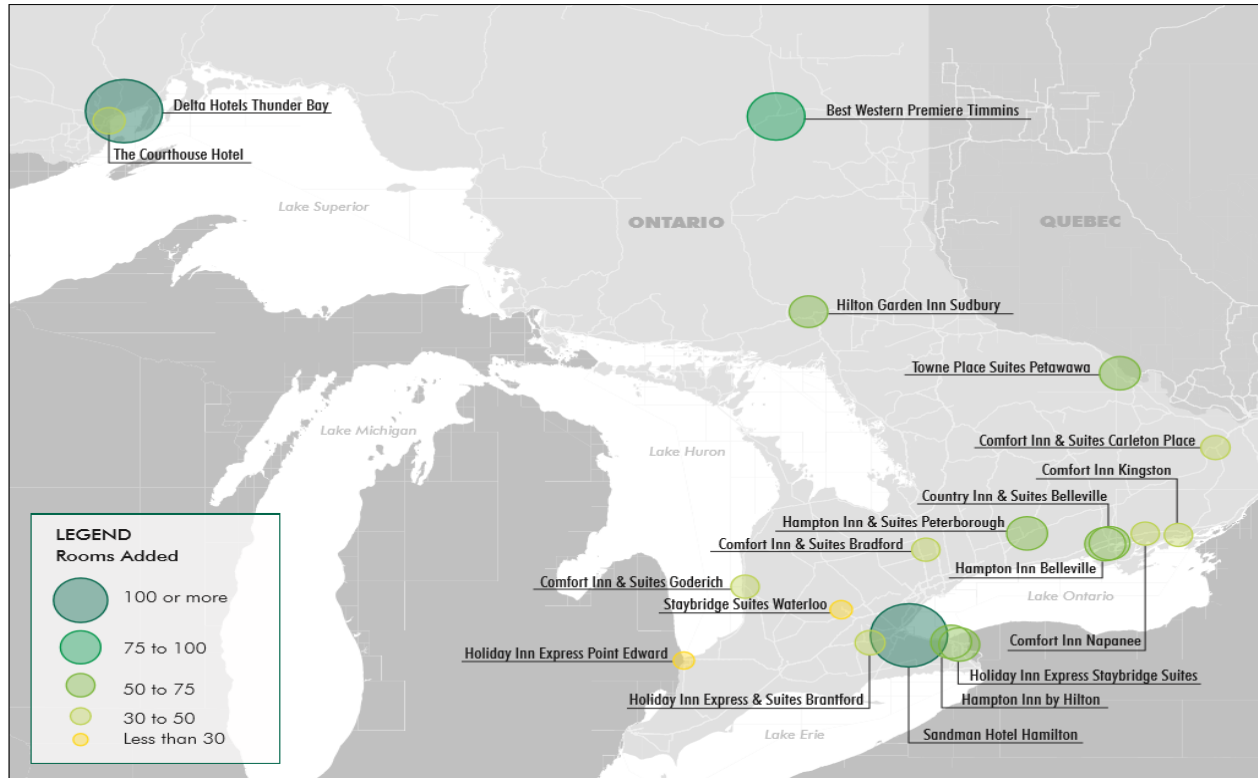 Delta Hotels Thunder Bay
Best Western Premiere Timmins
The Courthouse Hotel
Lake Superior
ONTARIO
QUEBEC
Hilton Garden Inn Sudbury
Towne Place Suites Petawawa
Lake Michigan
Lake Huron
Comfort Inn & Suites Carleton Place
Comfort Inn Kingston
Country Inn & Suites Belleville
Hampton Inn & Suites Peterborough
Comfort Inn & Suites Bradford
Hampton Inn Belleville
Comfort Inn & Suites Goderich
Lake Ontario
Staybridge Suites Waterloo
Comfort Inn Napanee
Holiday Inn Express Point Edward
Holiday Inn Express Staybridge Suites
Holiday Inn Express & Suites Brantford
Hampton Inn by Hilton
Lake Erie
Sandman Hotel Hamilton
LEGEND
Rooms Added
100 or more
75 to 100
50 to 75
30 to 50
Less than 30